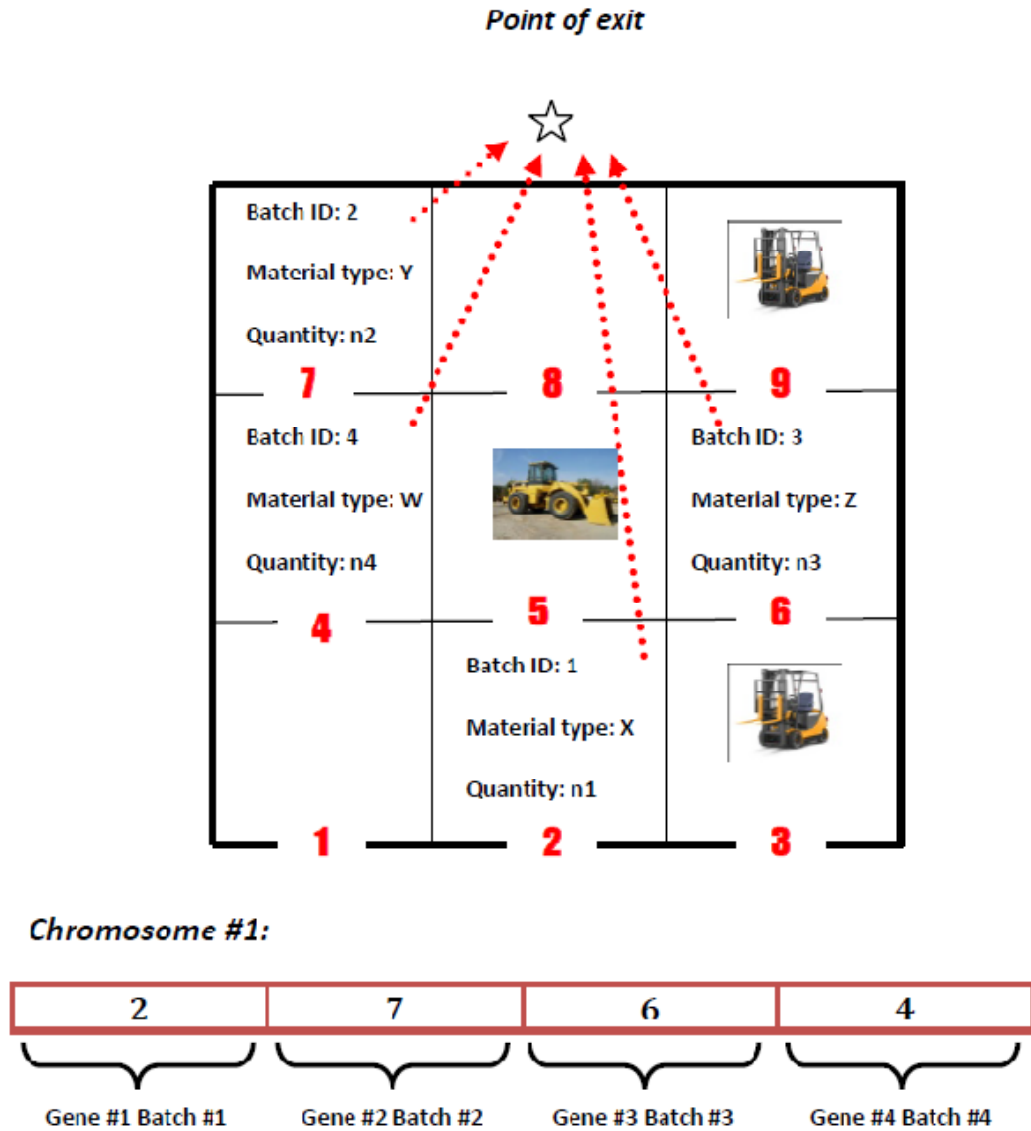 Point of exit
Batch ID: 2
Material type: Y
Quantity: n2
7
8
9
Batch ID: 4
Material type: W
Quantity: n4
4
5
Batch ID: 3
Material type: Z
Quantity: n3
6
1
Batch ID: 1
Material type: X
Quantity: n1
2
3
Chromosome #1:
2 7 6 4
Gene #1 Batch #1 Gene #2 Batch #2 Gene #3 Batch #3 Gene #4 Batch #4